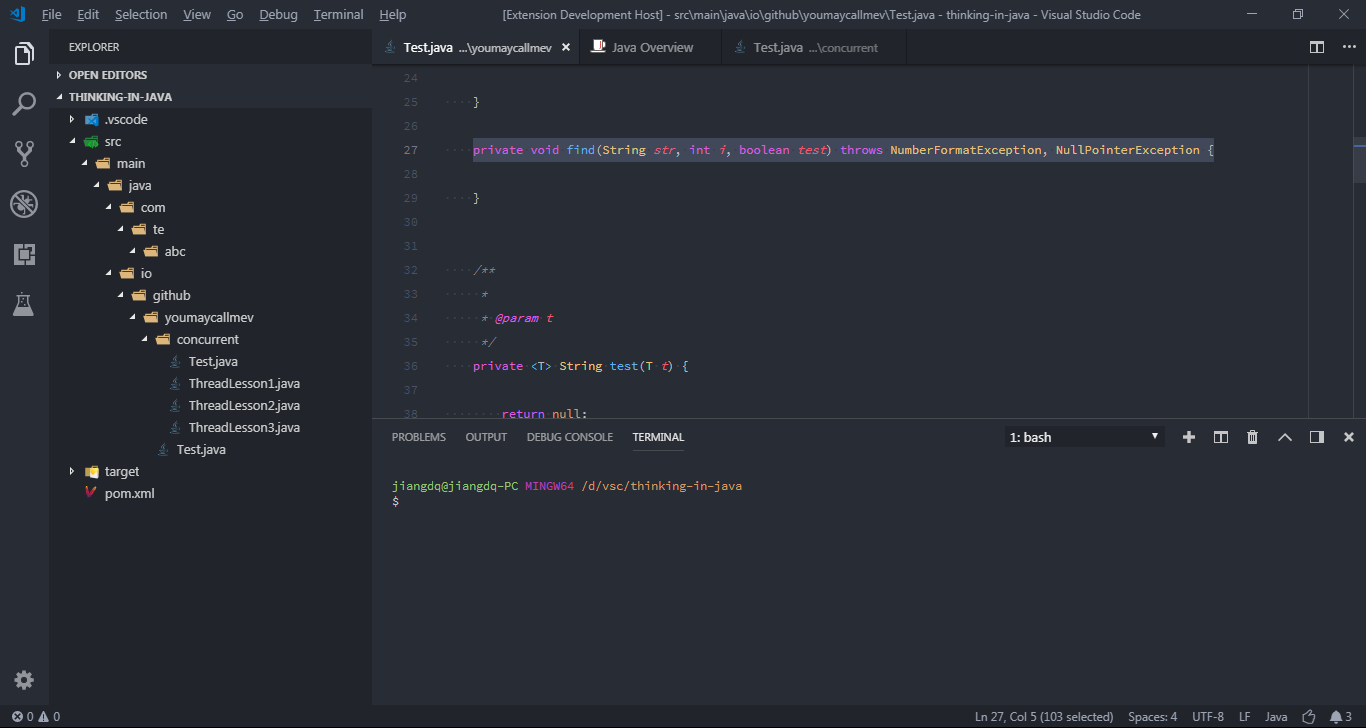 File Edit Selection View Go Debug Terminal Help
[Extension Development Host] - src\main\java\io\github\youmaycallmev\Test.java - thinking-in-java - Visual Studio Code
EXPLORER
OPEN EDITORS
THINKING-IN-JAVA
.vscode
src
main
java
com
te
abc
io
github
youmaycallmev
concurrent
Test.java
ThreadLesson1.java
ThreadLesson2.java
ThreadLesson3.java
Test.java
target
pom.xml
Test.java ...\youmaycallmev
Java Overview
Test.java ...\concurrent
24
25 }
26
27 private void find(String str, int i, boolean test) throws NumberFormatException, NullPointerException {
28
29 }
30
31
32 /**
33 *
34 * @param t
35 */
36 private <T> String test(T t) {
37
38 return null;
PROBLEMS OUTPUT DEBUG CONSOLE TERMINAL
1: bash
jiangdq@jiangdq-PC MINGW64 /d/vsc/thinking-in-java
$
0 0
Ln 27, Col 5 (103 selected) Spaces: 4 UTF-8 LF Java 3